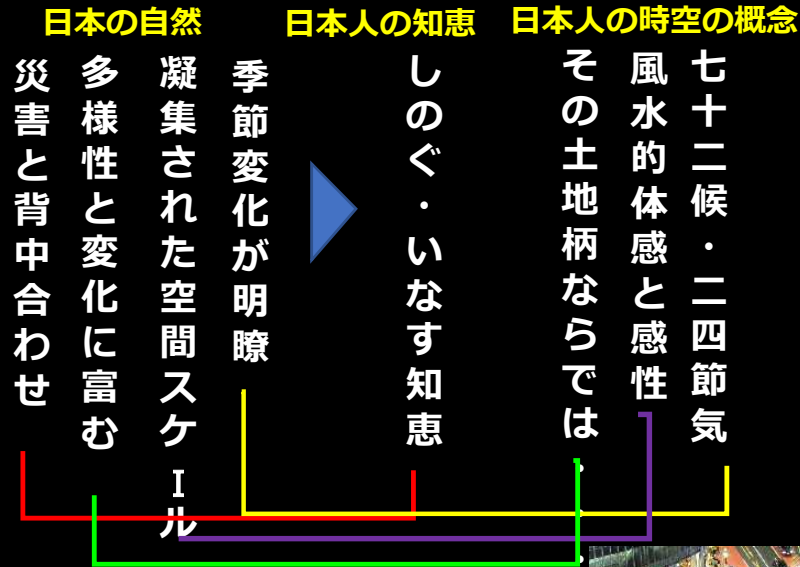 日本の自然
季節変化が明瞭
凝集された空間スケール
多様性と変化に富む
災害と背中合わせ
日本人の知恵
しのぐ・いなす知恵
日本人の時空の概念
七十二候・二四節気
風水的体感と感性
その土地柄ならでは・・・